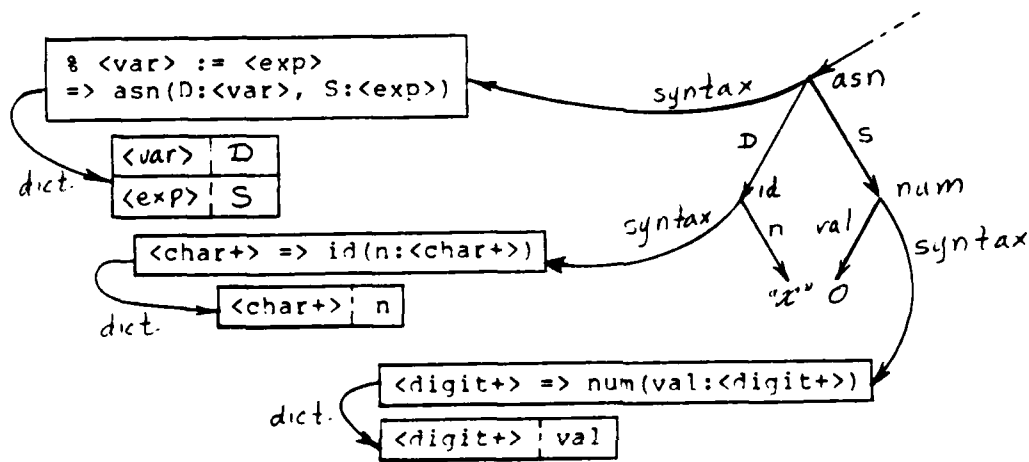 % <var> := <exp>
=> asn(D:<var>, S:<exp>)
syntax
asn
D
S
<var> D
<exp> S
dict.
id
num
syntax
n
val
syntax
<char+> => id(n:<char+>)
"x" 0
<char+> n
dict.
<digit+> => num(val:<digit+>)
dict.
<digit+> val